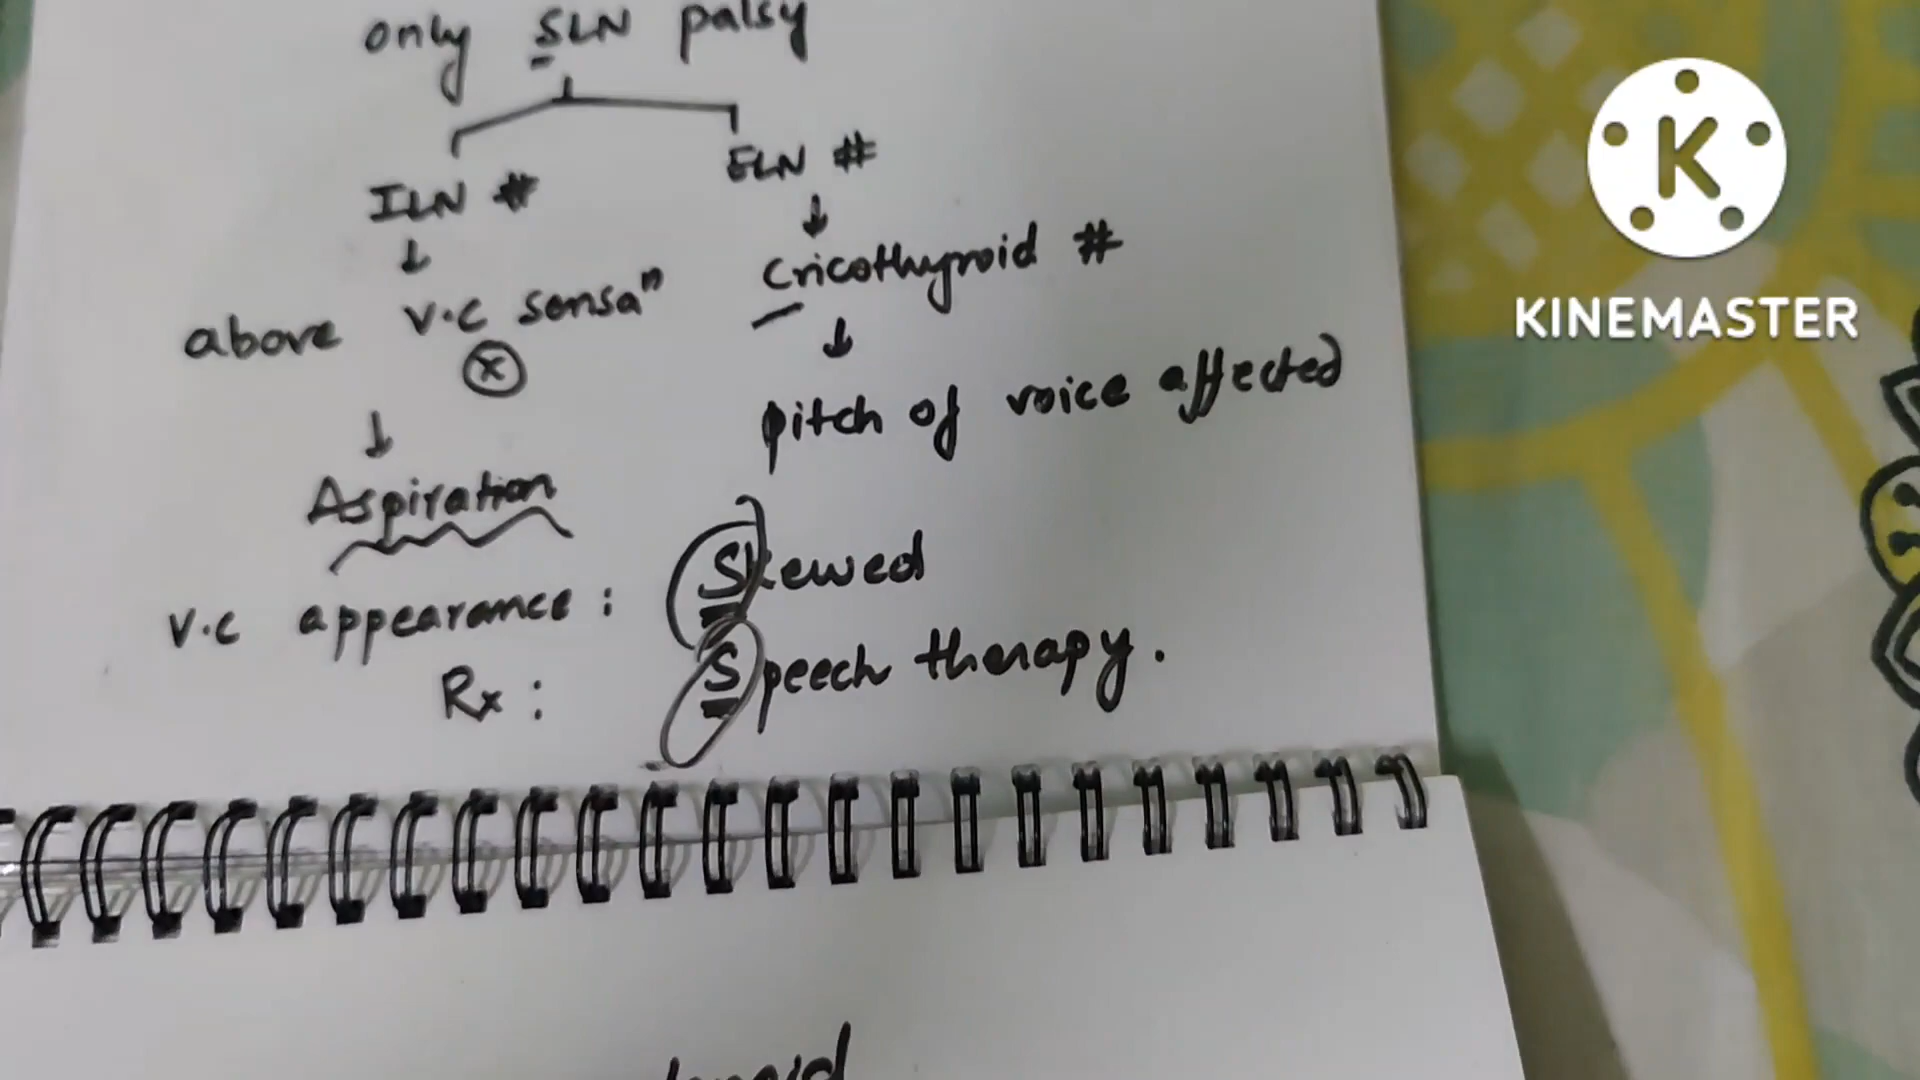 only SLN palsy
ILN #
ELN #
↓
↓
above V.C sensaⁿ
Cricothyroid #
ⓧ
↓
↓
pitch of voice affected
Aspiration
V.C appearance : Skewed
Rx : Speech therapy.
K
KINEMASTER